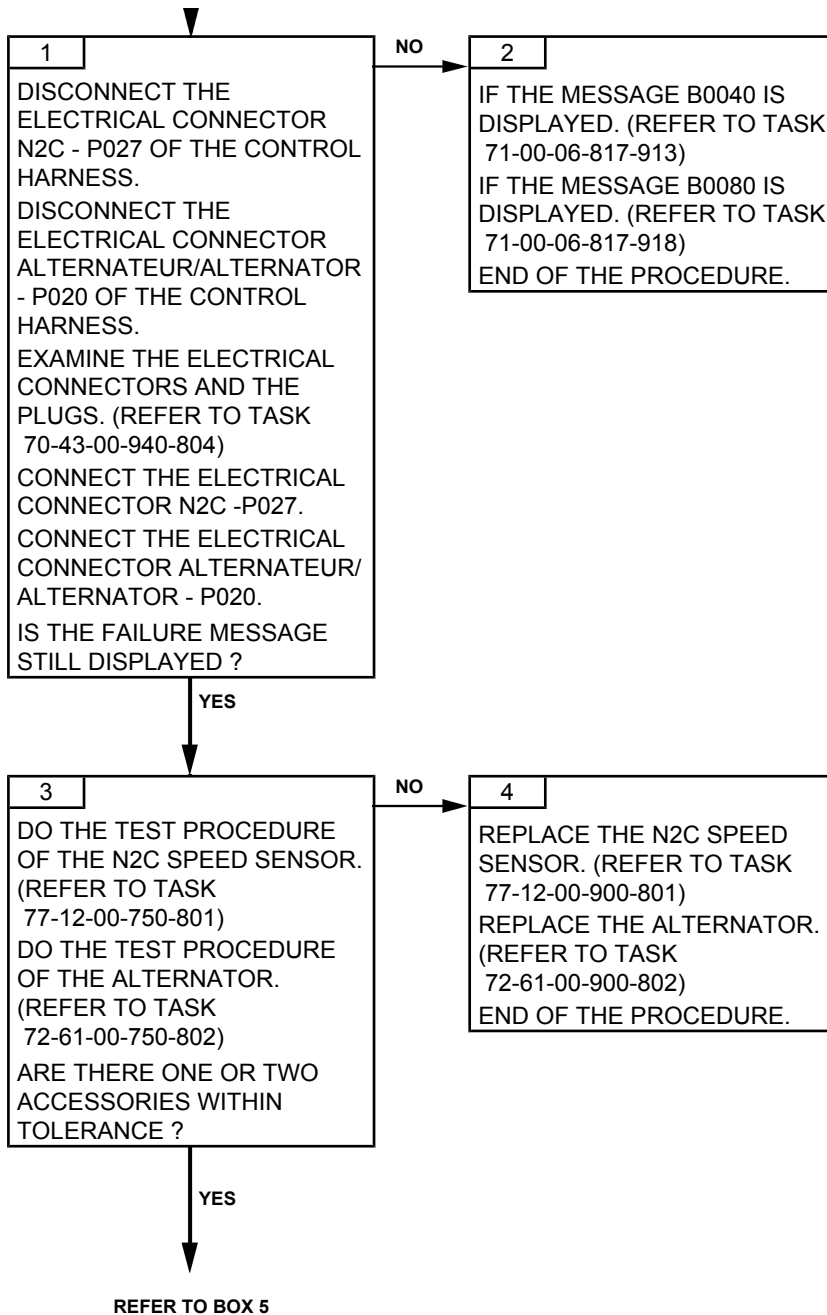 1
DISCONNECT THE
ELECTRICAL CONNECTOR
N2C - P027 OF THE CONTROL
HARNESS.
DISCONNECT THE
ELECTRICAL CONNECTOR
ALTERNATEUR/ALTERNATOR
- P020 OF THE CONTROL
HARNESS.
EXAMINE THE ELECTRICAL
CONNECTORS AND THE
PLUGS. (REFER TO TASK
70-43-00-940-804)
CONNECT THE ELECTRICAL
CONNECTOR N2C -P027.
CONNECT THE ELECTRICAL
CONNECTOR ALTERNATEUR/
ALTERNATOR - P020.
IS THE FAILURE MESSAGE
STILL DISPLAYED ?
NO
2
IF THE MESSAGE B0040 IS
DISPLAYED. (REFER TO TASK
71-00-06-817-913)
IF THE MESSAGE B0080 IS
DISPLAYED. (REFER TO TASK
71-00-06-817-918)
END OF THE PROCEDURE.
YES
3
DO THE TEST PROCEDURE
OF THE N2C SPEED SENSOR.
(REFER TO TASK
77-12-00-750-801)
DO THE TEST PROCEDURE
OF THE ALTERNATOR.
(REFER TO TASK
72-61-00-750-802)
ARE THERE ONE OR TWO
ACCESSORIES WITHIN
TOLERANCE ?
NO
4
REPLACE THE N2C SPEED
SENSOR. (REFER TO TASK
77-12-00-900-801)
REPLACE THE ALTERNATOR.
(REFER TO TASK
72-61-00-900-802)
END OF THE PROCEDURE.
YES
REFER TO BOX 5